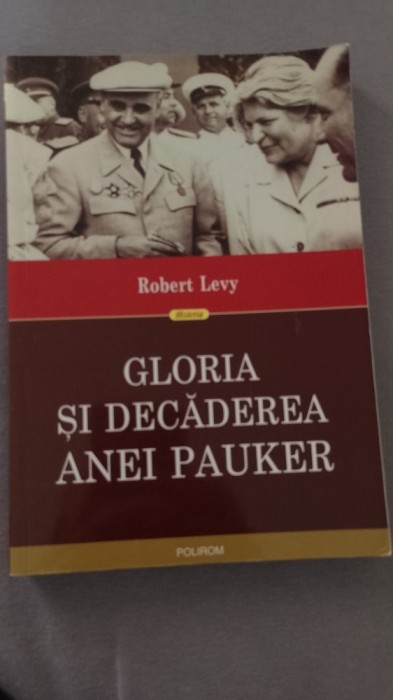 Robert Levy
Historia
GLORIA
ȘI DECĂDEREA
ANEI PAUKER
POLIROM